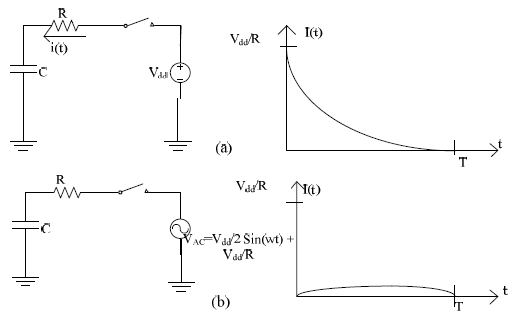 R
i(t)
C
Vdd
Vdd/R
I(t)
t
T
(a)
R
C
VAC=Vdd/2 Sin(wt) +
Vdd/R
Vdd/R
I(t)
t
T
(b)